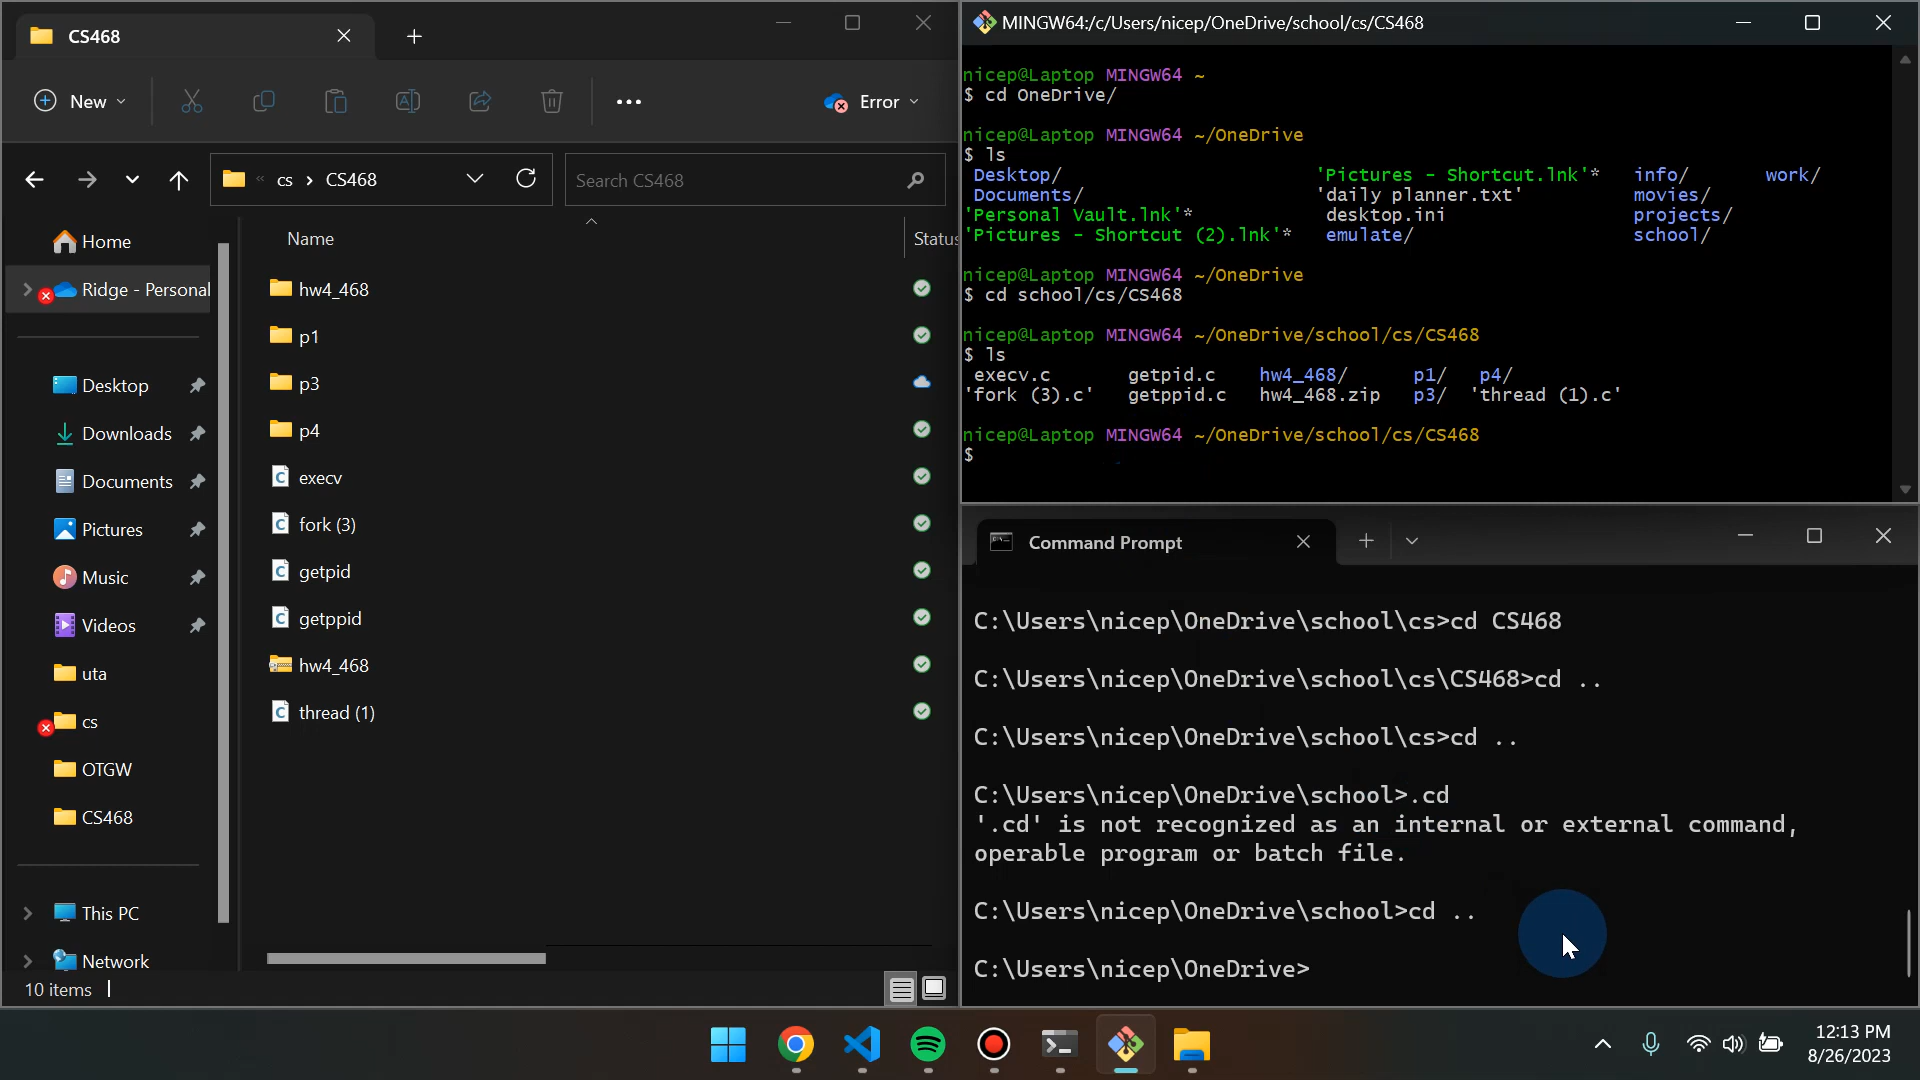 CS468
New
Error
cs > CS468
Search CS468
Name
Status
Home
Ridge - Personal
Desktop
Downloads
Documents
Pictures
Music
Videos
uta
cs
OTGW
CS468
This PC
Network
hw4_468
p1
p3
p4
execv
fork (3)
getpid
getppid
hw4_468
thread (1)
10 items
MINGW64:/c/Users/nicep/OneDrive/school/cs/CS468
nicep@Laptop MINGW64 ~
$ cd OneDrive/
nicep@Laptop MINGW64 ~/OneDrive
$ ls
Desktop/ 'Pictures - Shortcut.lnk'* info/ work/
Documents/ 'daily planner.txt' movies/
'Personal Vault.lnk'* desktop.ini projects/
'Pictures - Shortcut (2).lnk'* emulate/ school/
nicep@Laptop MINGW64 ~/OneDrive
$ cd school/cs/CS468
nicep@Laptop MINGW64 ~/OneDrive/school/cs/CS468
$ ls
execv.c getpid.c hw4_468/ p1/ p4/
'fork (3).c' getppid.c hw4_468.zip p3/ 'thread (1).c'
nicep@Laptop MINGW64 ~/OneDrive/school/cs/CS468
$
Command Prompt
C:\Users\nicep\OneDrive\school\cs>cd CS468
C:\Users\nicep\OneDrive\school\cs\CS468>cd ..
C:\Users\nicep\OneDrive\school\cs>cd ..
C:\Users\nicep\OneDrive\school>.cd
'.cd' is not recognized as an internal or external command,
operable program or batch file.
C:\Users\nicep\OneDrive\school>cd ..
C:\Users\nicep\OneDrive>
12:13 PM
8/26/2023